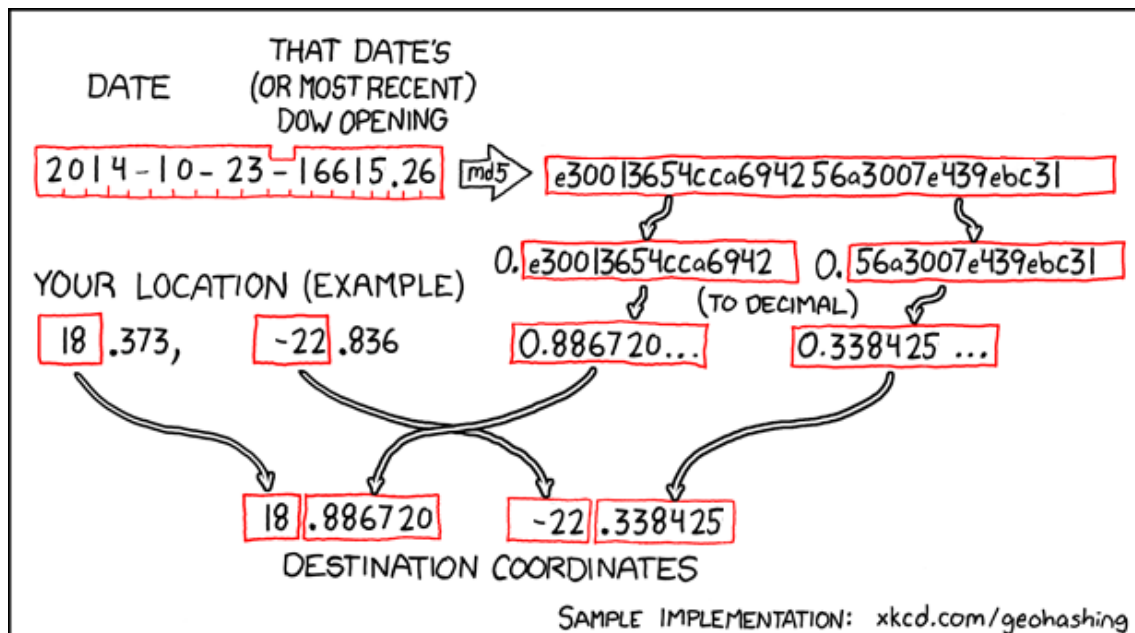 DATE
THAT DATE'S
(OR MOST RECENT)
DOW OPENING
2014-10-23-16615.26
md5
e30013654cca694256a3007e439ebc31
0.e30013654cca6942
0.56a3007e439ebc31
(TO DECIMAL)
YOUR LOCATION (EXAMPLE)
18.373, -22.836
0.886720...
0.338425...
18.886720 -22.338425
DESTINATION COORDINATES
SAMPLE IMPLEMENTATION: xkcd.com/geohashing